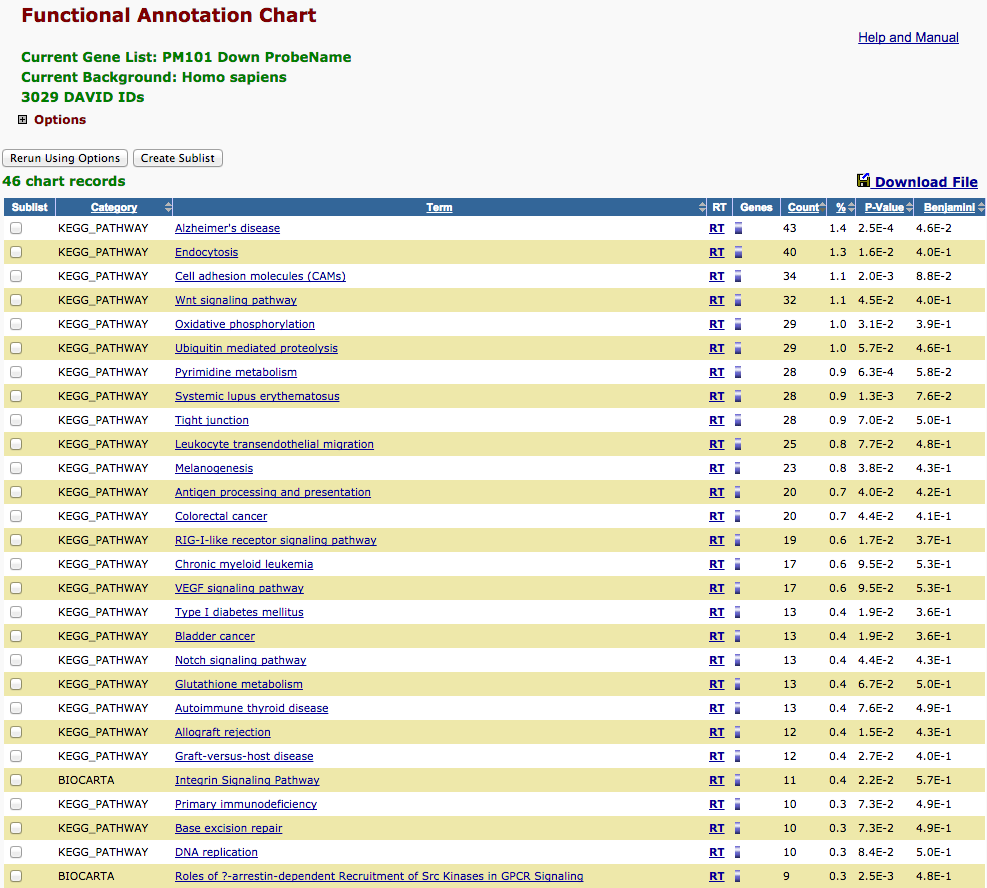 Functional Annotation Chart
Help and Manual
Current Gene List: PM101 Down ProbeName
Current Background: Homo sapiens
3029 DAVID IDs
Options
Rerun Using Options Create Sublist
46 chart records
Download File
Sublist Category Term RT Genes Count % P-Value Benjamini
KEGG_PATHWAY Alzheimer's disease RT 43 1.4 2.5E-4 4.6E-2
KEGG_PATHWAY Endocytosis RT 40 1.3 1.6E-2 4.0E-1
KEGG_PATHWAY Cell adhesion molecules (CAMs) RT 34 1.1 2.0E-3 8.8E-2
KEGG_PATHWAY Wnt signaling pathway RT 32 1.1 4.5E-2 4.0E-1
KEGG_PATHWAY Oxidative phosphorylation RT 29 1.0 3.1E-2 3.9E-1
KEGG_PATHWAY Ubiquitin mediated proteolysis RT 29 1.0 5.7E-2 4.6E-1
KEGG_PATHWAY Pyrimidine metabolism RT 28 0.9 6.3E-4 5.8E-2
KEGG_PATHWAY Systemic lupus erythematosus RT 28 0.9 1.3E-3 7.6E-2
KEGG_PATHWAY Tight junction RT 28 0.9 7.0E-2 5.0E-1
KEGG_PATHWAY Leukocyte transendothelial migration RT 25 0.8 7.7E-2 4.8E-1
KEGG_PATHWAY Melanogenesis RT 23 0.8 3.8E-2 4.3E-1
KEGG_PATHWAY Antigen processing and presentation RT 20 0.7 4.0E-2 4.2E-1
KEGG_PATHWAY Colorectal cancer RT 20 0.7 4.4E-2 4.1E-1
KEGG_PATHWAY RIG-I-like receptor signaling pathway RT 19 0.6 1.7E-2 3.7E-1
KEGG_PATHWAY Chronic myeloid leukemia RT 17 0.6 9.5E-2 5.3E-1
KEGG_PATHWAY VEGF signaling pathway RT 17 0.6 9.5E-2 5.3E-1
KEGG_PATHWAY Type I diabetes mellitus RT 13 0.4 1.9E-2 3.6E-1
KEGG_PATHWAY Bladder cancer RT 13 0.4 1.9E-2 3.6E-1
KEGG_PATHWAY Notch signaling pathway RT 13 0.4 4.4E-2 4.3E-1
KEGG_PATHWAY Glutathione metabolism RT 13 0.4 6.7E-2 5.0E-1
KEGG_PATHWAY Autoimmune thyroid disease RT 13 0.4 7.6E-2 4.9E-1
KEGG_PATHWAY Allograft rejection RT 12 0.4 1.5E-2 4.3E-1
KEGG_PATHWAY Graft-versus-host disease RT 12 0.4 2.7E-2 4.0E-1
BIOCARTA Integrin Signaling Pathway RT 11 0.4 2.2E-2 5.7E-1
KEGG_PATHWAY Primary immunodeficiency RT 10 0.3 7.3E-2 4.9E-1
KEGG_PATHWAY Base excision repair RT 10 0.3 7.3E-2 4.9E-1
KEGG_PATHWAY DNA replication RT 10 0.3 8.4E-2 5.0E-1
BIOCARTA Roles of ?-arrestin-dependent Recruitment of Src Kinases in GPCR Signaling RT 9 0.3 2.5E-3 4.8E-1